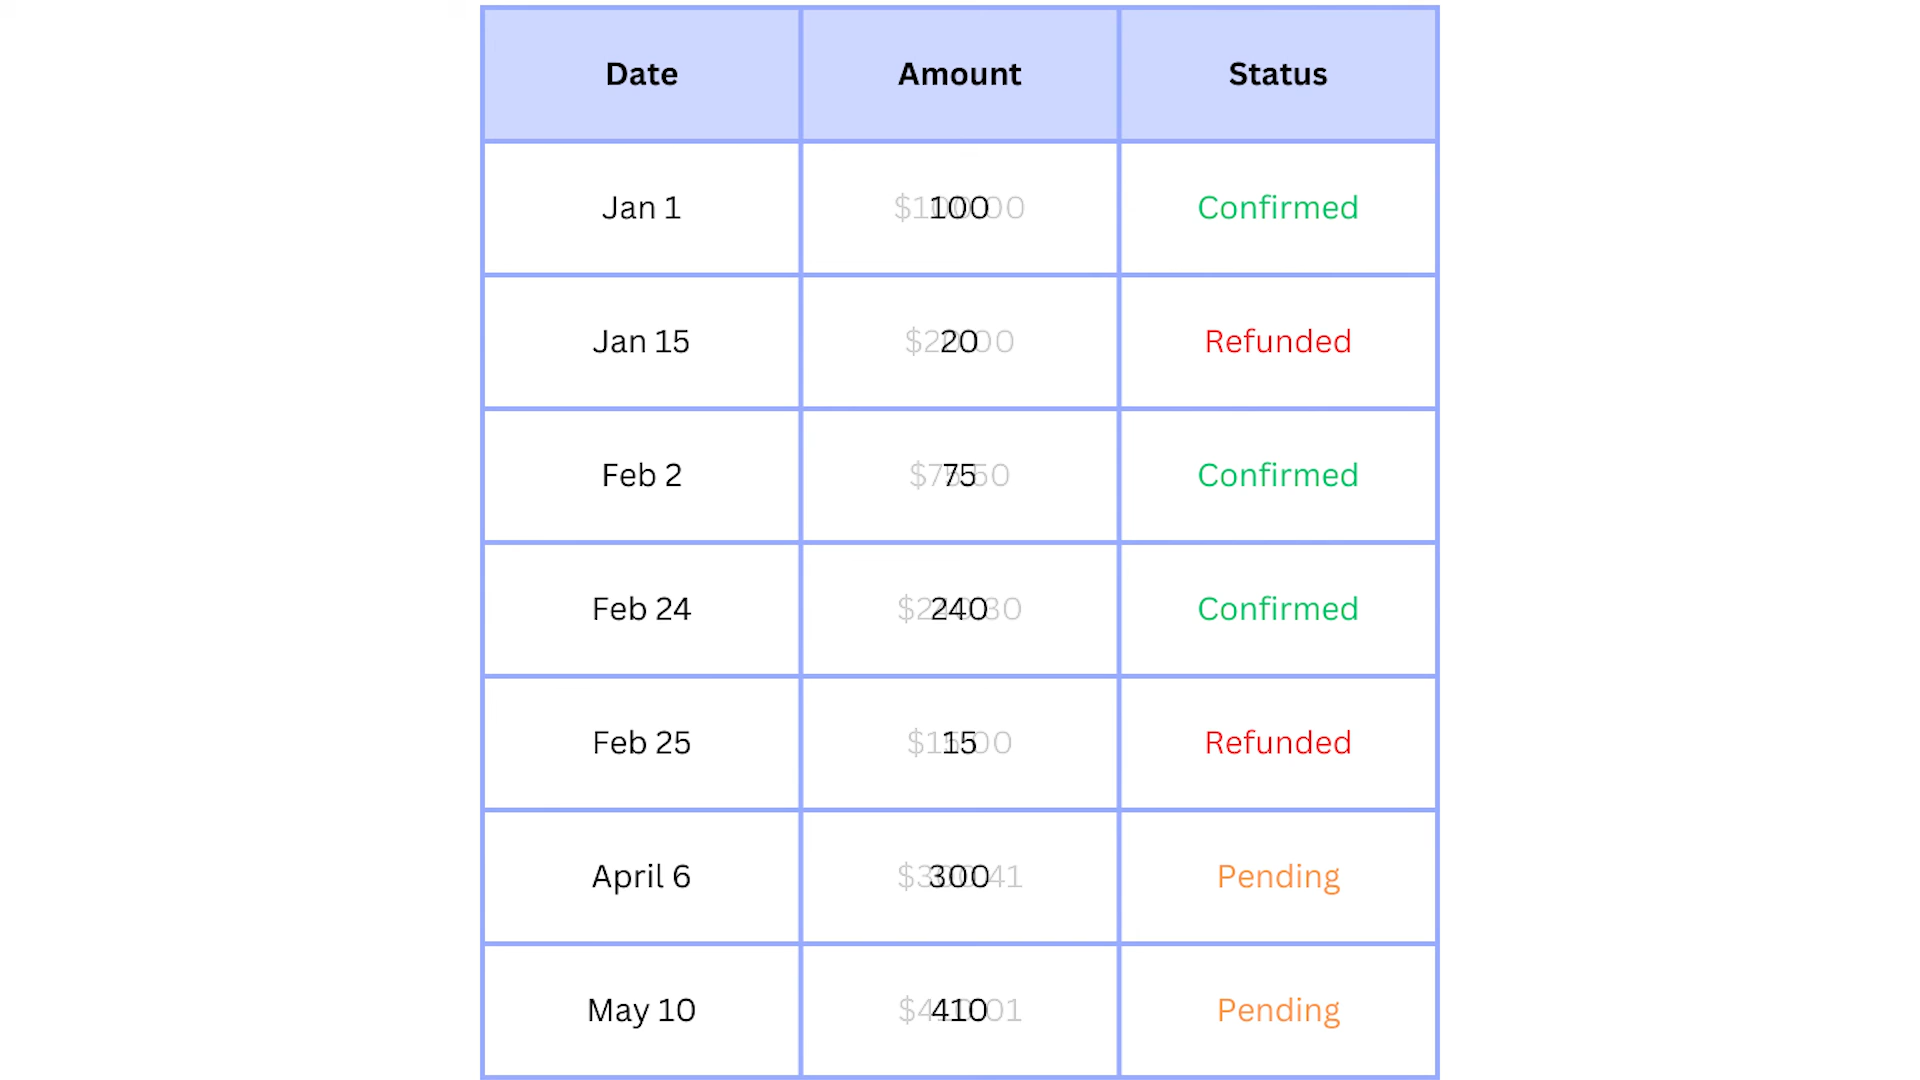 Date Amount Status
Jan 1 100 Confirmed
Jan 15 20 Refunded
Feb 2 75 Confirmed
Feb 24 240 Confirmed
Feb 25 15 Refunded
April 6 300 Pending
May 10 410 Pending